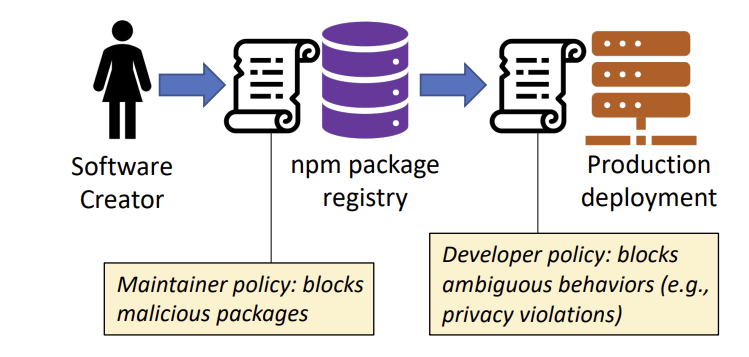 Software
Creator
npm package
registry
Production
deployment
Maintainer policy: blocks
malicious packages
Developer policy: blocks
ambiguous behaviors (e.g.,
privacy violations)